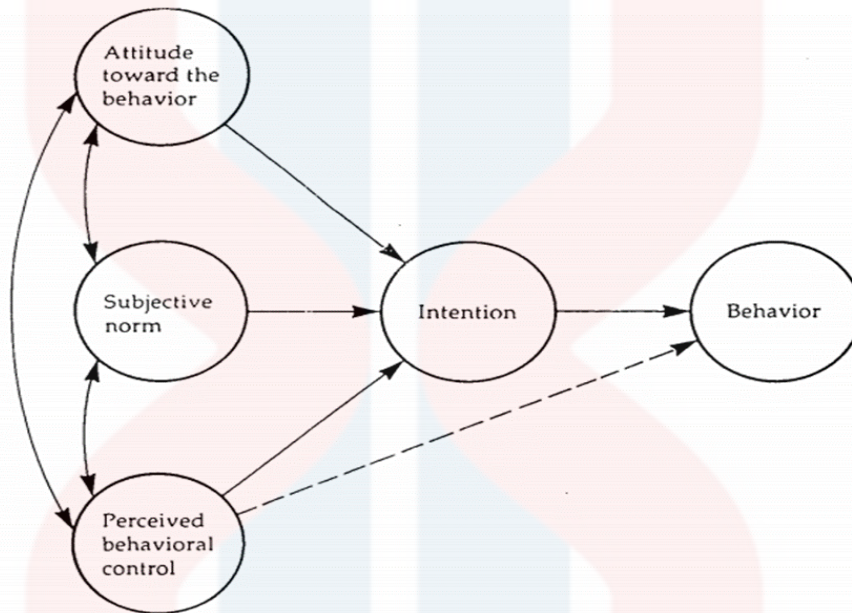 Attitude
toward the
behavior
Subjective
norm
Intention
Behavior
Perceived
behavioral
control